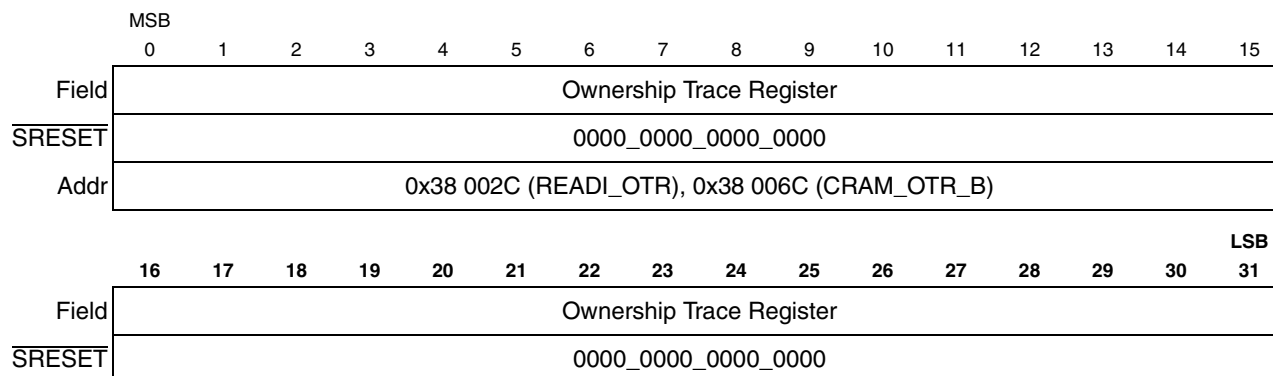 MSB
0 1 2 3 4 5 6 7 8 9 10 11 12 13 14 15
Field Ownership Trace Register
SRESET 0000_0000_0000_0000
Addr 0x38 002C (READI_OTR), 0x38 006C (CRAM_OTR_B)
LSB
16 17 18 19 20 21 22 23 24 25 26 27 28 29 30 31
Field Ownership Trace Register
SRESET 0000_0000_0000_0000